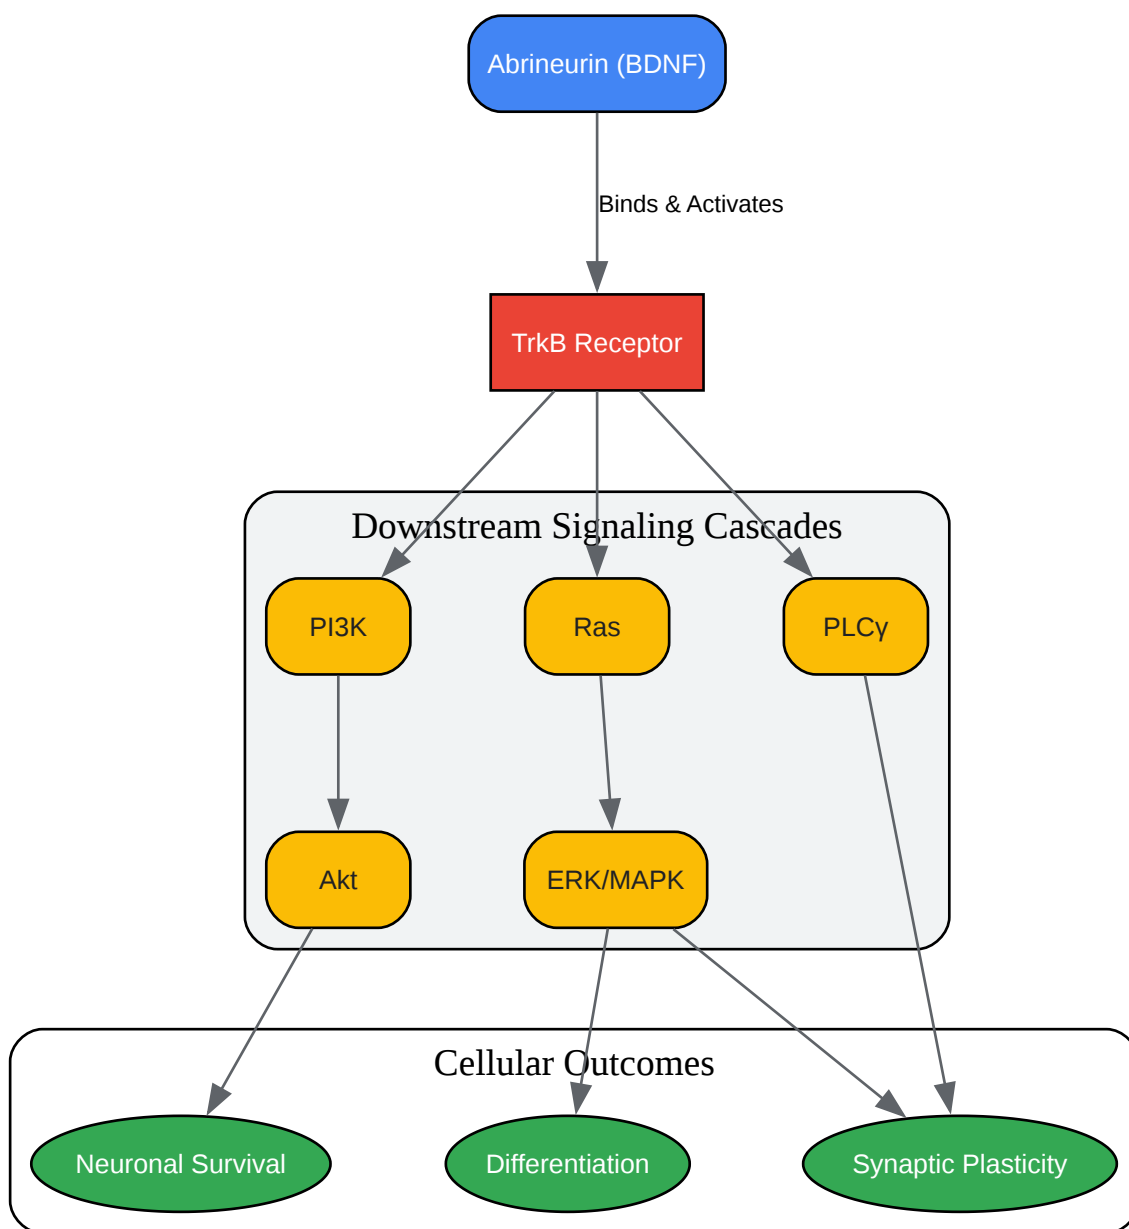 Abrineurin (BDNF)
Binds & Activates
TrkB Receptor
Downstream Signaling Cascades
PI3K
Ras
PLCγ
Akt
ERK/MAPK
Cellular Outcomes
Neuronal Survival
Differentiation
Synaptic Plasticity